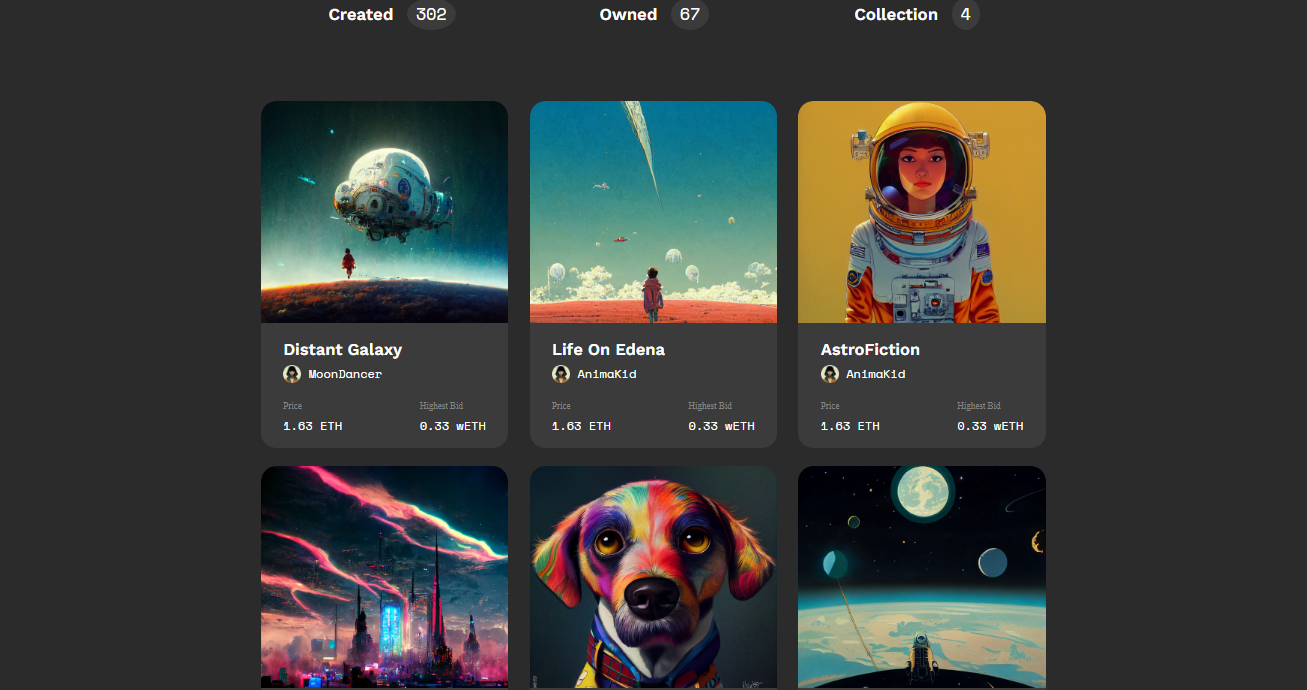 Created 302 Owned 67 Collection 4
Distant Galaxy
MoonDancer
Price Highest Bid
1.63 ETH 0.33 wETH
Life On Edena
AnimaKid
Price Highest Bid
1.63 ETH 0.33 wETH
AstroFiction
AnimaKid
Price Highest Bid
1.63 ETH 0.33 wETH